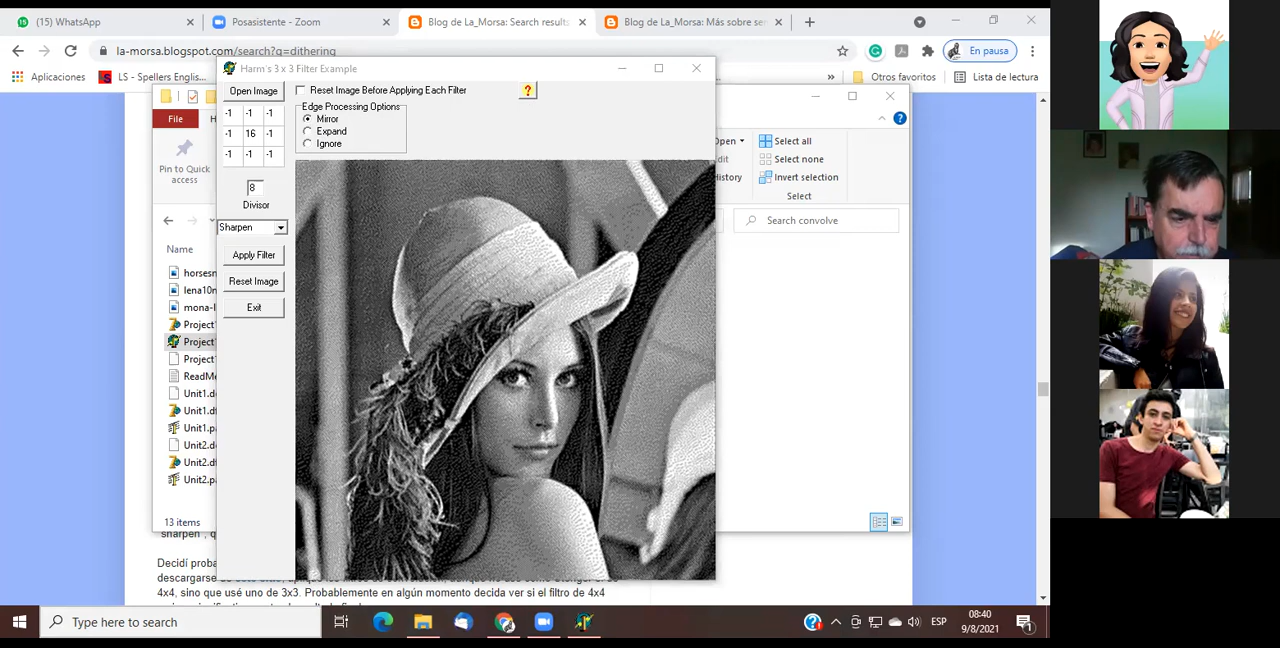 (15) WhatsApp
Posasistente - Zoom
Blog de La_Morsa: Search results
Blog de La_Morsa: Más sobre se
la-morsa.blogspot.com/search?q=dithering
En pausa
Aplicaciones
LS - Spellers Englis...
»
Otros favoritos
Lista de lectura
Harm's 3 x 3 Filter Example
Open Image
Reset Image Before Applying Each Filter
?
Edge Processing Options
Mirror
Expand
Ignore
-1 -1 -1
-1 16 -1
-1 -1 -1
8
Divisor
Sharpen
Apply Filter
Reset Image
Exit
File
Pin to Quick
access
Open
Select all
Select none
History
Invert selection
Select
Search convolve
Name
horsesn
lena10n
mona-l
Project
Project
Project
ReadMe
Unit1.d
Unit1.df
Unit1.p
Unit2.d
Unit2.df
Unit2.p
13 items
"sharpen", q
Decidí proba
4x4, sino que usé uno de 3x3. Probablemente en algún momento decida ver si el filtro de 4x4
Type here to search
ESP
08:40
9/8/2021
1